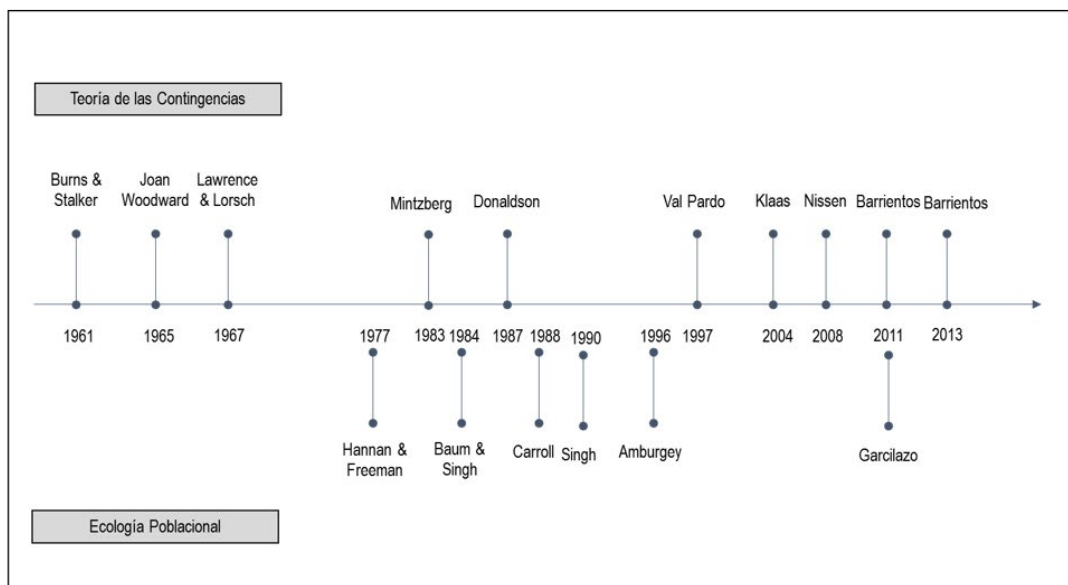 Teoría de las Contingencias
Burns &
Stalker
Joan
Woodward
Lawrence
& Lorsch
Mintzberg
Donaldson
Val Pardo
Klaas
Nissen
Barrientos
Barrientos
1961
1965
1967
1977
1983
1984
1987
1988
1990
1996
1997
2004
2008
2011
2013
Hannan &
Freeman
Baum &
Singh
Carroll
Singh
Amburgey
Garcilazo
Ecología Poblacional